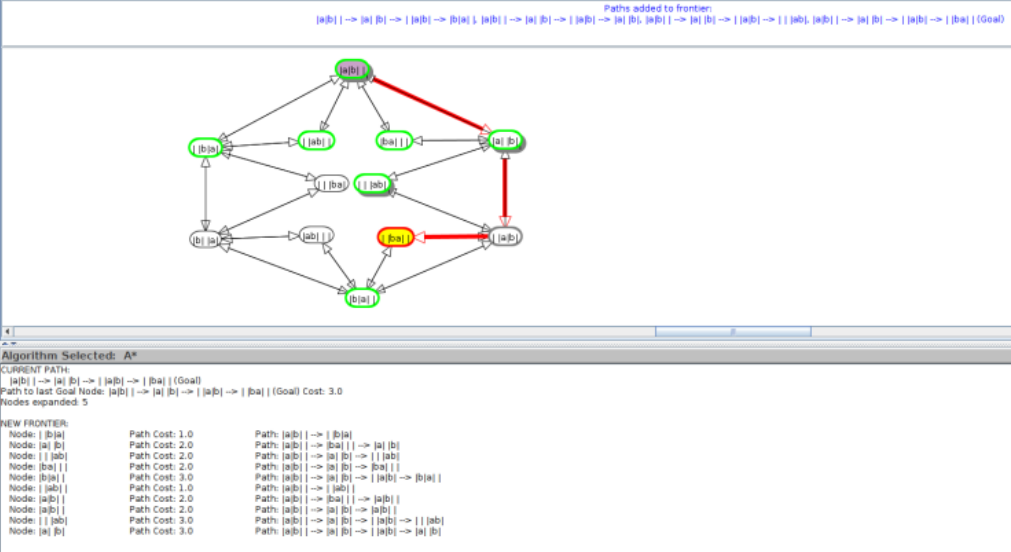 Paths added to frontier:
|a|b| | --> |a| |b| --> | |a|b| --> |b|a| |, |a|b| | --> |a| |b| --> | |a|b| --> |a| |b|, |a|b| | --> |a| |b| --> | |a|b| --> | | |ab|, |a|b| | --> |a| |b| --> | |a|b| --> | |ba| | (Goal)
|a|b| |
| |b|a|
| |ab| |
|ba| | |
|a| |b|
| | |ba|
| | |ab|
|b| |a|
|ab| | |
| |ba| |
| |a|b|
|b|a| |
Algorithm Selected: A*
CURRENT PATH:
|a|b| | --> |a| |b| --> | |a|b| --> | |ba| | (Goal)
Path to last Goal Node: |a|b| | --> |a| |b| --> | |a|b| --> | |ba| | (Goal) Cost: 3.0
Nodes expanded: 5
NEW FRONTIER:
Node: | |b|a| Path Cost: 1.0 Path: |a|b| | --> | |b|a|
Node: |a| |b| Path Cost: 2.0 Path: |a|b| | --> |ba| | | --> |a| |b|
Node: | | |ab| Path Cost: 2.0 Path: |a|b| | --> |a| |b| --> | | |ab|
Node: |ba| | | Path Cost: 2.0 Path: |a|b| | --> |a| |b| --> |ba| | |
Node: |b|a| | Path Cost: 3.0 Path: |a|b| | --> |a| |b| --> | |a|b| --> |b|a| |
Node: | |ab| | Path Cost: 1.0 Path: |a|b| | --> | |ab| |
Node: |a|b| | Path Cost: 2.0 Path: |a|b| | --> |ba| | | --> |a|b| |
Node: |a|b| | Path Cost: 2.0 Path: |a|b| | --> |a| |b| --> |a|b| |
Node: | | |ab| Path Cost: 3.0 Path: |a|b| | --> |a| |b| --> | |a|b| --> | | |ab|
Node: |a| |b| Path Cost: 3.0 Path: |a|b| | --> |a| |b| --> | |a|b| --> |a| |b|